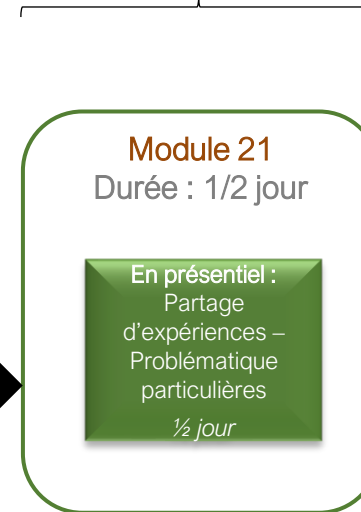 Module 21
Durée : 1/2 jour
En présentiel :
Partage
d'expériences –
Problématique
particulières
½ jour